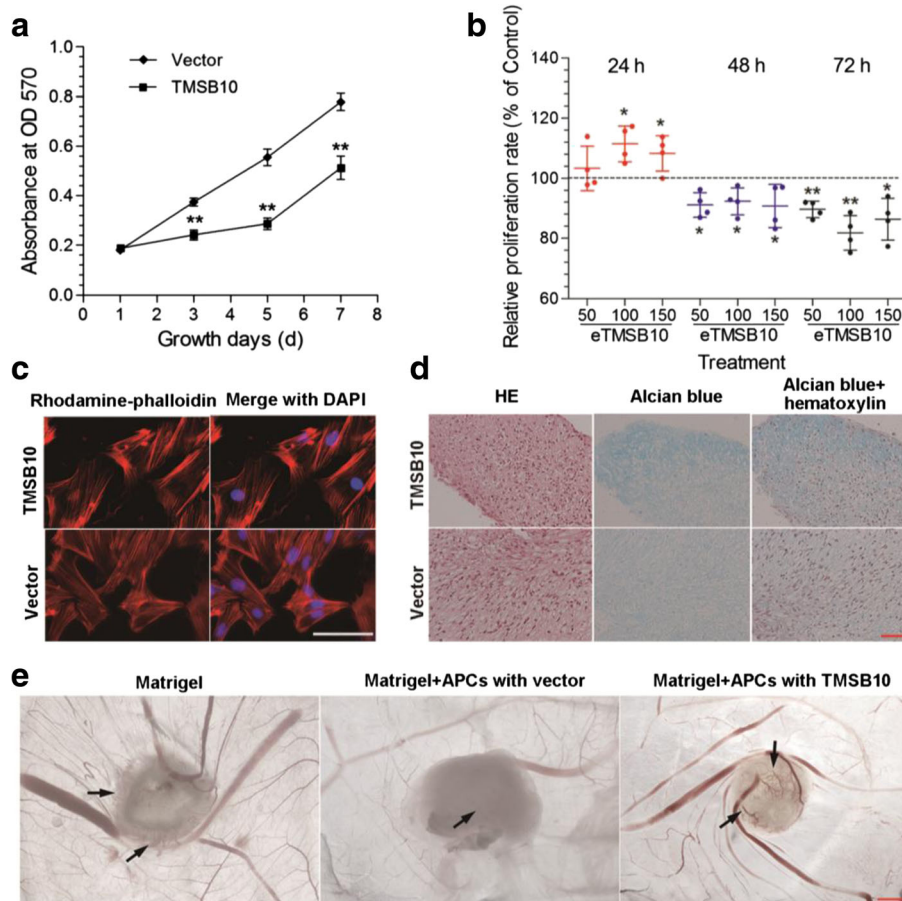 a
Absorbance at OD 570
1.0
0.8
0.6
0.4
0.2
0.0
Vector
TMSB10
**
**
**
0 1 2 3 4 5 6 7 8
Growth days (d)
b
Relative proliferation rate (% of Control)
140
120
100
80
60
24 h 48 h 72 h
* *
* * *
** ** *
50 100 150 50 100 150 50 100 150
eTMSB10 eTMSB10 eTMSB10
Treatment
c
Rhodamine-phalloidin Merge with DAPI
TMSB10
Vector
d
HE Alcian blue Alcian blue+
hematoxylin
TMSB10
Vector
e
Matrigel Matrigel+APCs with vector Matrigel+APCs with TMSB10